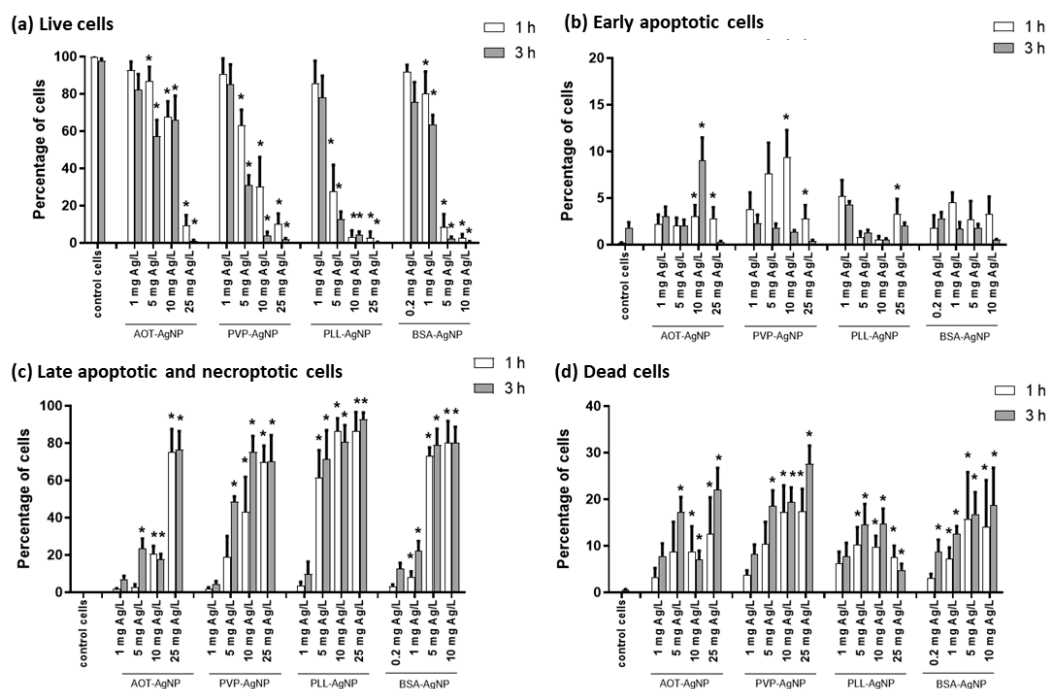 (a) Live cells
1 h
3 h
Percentage of cells
100
80
60
40
20
0
control cells
1 mg Ag/L
5 mg Ag/L
10 mg Ag/L
25 mg Ag/L
1 mg Ag/L
5 mg Ag/L
10 mg Ag/L
25 mg Ag/L
1 mg Ag/L
5 mg Ag/L
10 mg Ag/L
25 mg Ag/L
0.2 mg Ag/L
1 mg Ag/L
5 mg Ag/L
10 mg Ag/L
AOT-AgNP
PVP-AgNP
PLL-AgNP
BSA-AgNP
(b) Early apoptotic cells
1 h
3 h
Percentage of cells
20
15
10
5
0
control cells
1 mg Ag/L
5 mg Ag/L
10 mg Ag/L
25 mg Ag/L
1 mg Ag/L
5 mg Ag/L
10 mg Ag/L
25 mg Ag/L
1 mg Ag/L
5 mg Ag/L
10 mg Ag/L
25 mg Ag/L
0.2 mg Ag/L
1 mg Ag/L
5 mg Ag/L
10 mg Ag/L
AOT-AgNP
PVP-AgNP
PLL-AgNP
BSA-AgNP
(c) Late apoptotic and necroptotic cells
1 h
3 h
Percentage of cells
100
80
60
40
20
0
control cells
1 mg Ag/L
5 mg Ag/L
10 mg Ag/L
25 mg Ag/L
1 mg Ag/L
5 mg Ag/L
10 mg Ag/L
25 mg Ag/L
1 mg Ag/L
5 mg Ag/L
10 mg Ag/L
25 mg Ag/L
0.2 mg Ag/L
1 mg Ag/L
5 mg Ag/L
10 mg Ag/L
AOT-AgNP
PVP-AgNP
PLL-AgNP
BSA-AgNP
(d) Dead cells
1 h
3 h
Percentage of cells
40
30
20
10
0
control cells
1 mg Ag/L
5 mg Ag/L
10 mg Ag/L
25 mg Ag/L
1 mg Ag/L
5 mg Ag/L
10 mg Ag/L
25 mg Ag/L
1 mg Ag/L
5 mg Ag/L
10 mg Ag/L
25 mg Ag/L
0.2 mg Ag/L
1 mg Ag/L
5 mg Ag/L
10 mg Ag/L
AOT-AgNP
PVP-AgNP
PLL-AgNP
BSA-AgNP